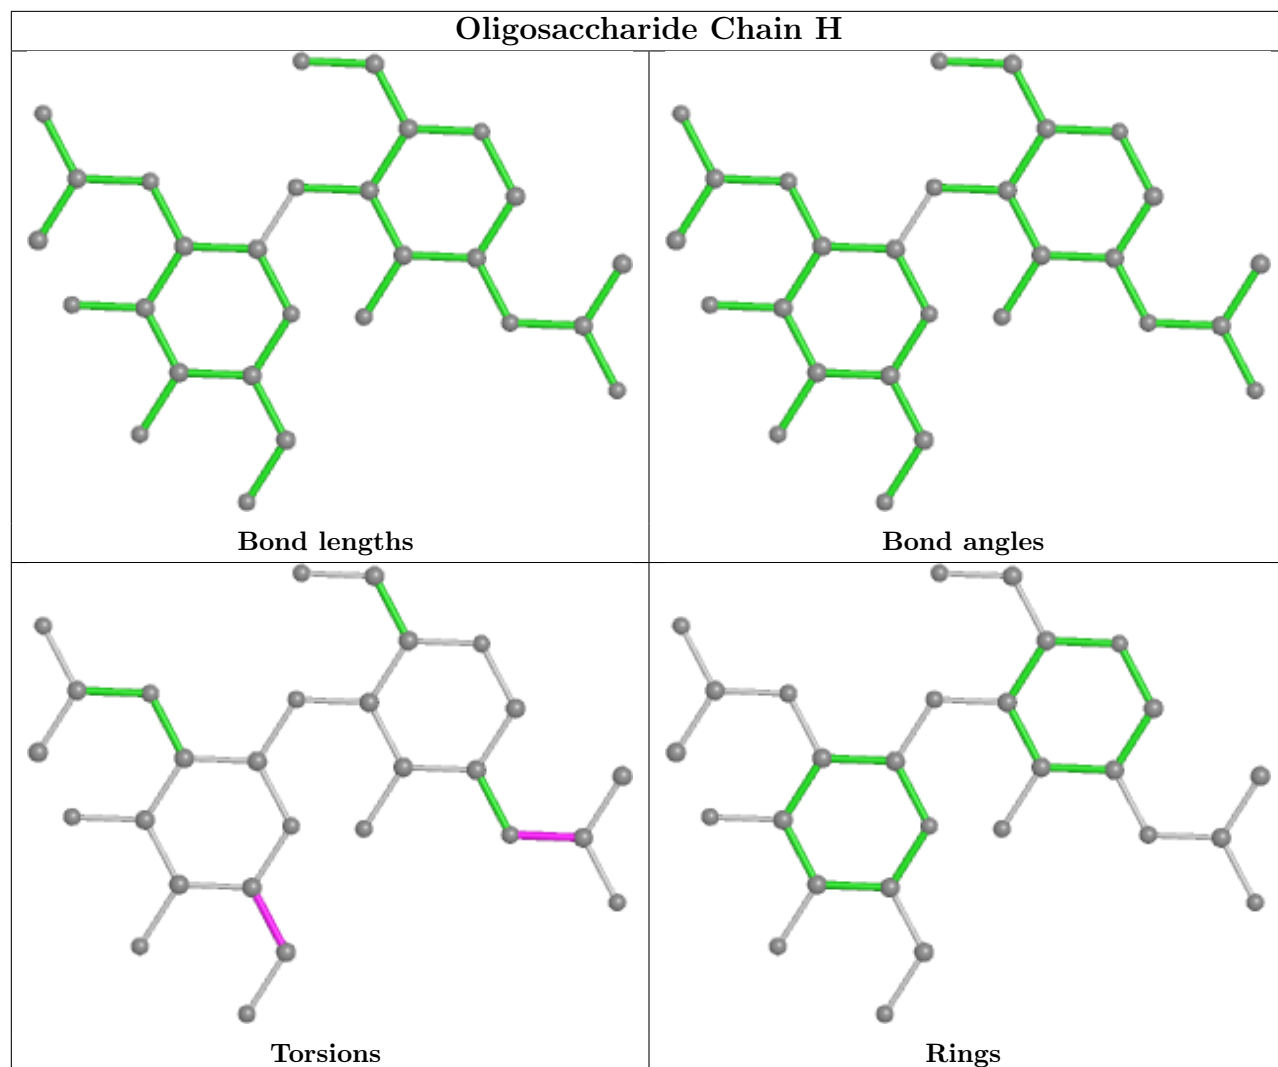 Oligosaccharide Chain H
Bond lengths
Bond angles
Torsions
Rings